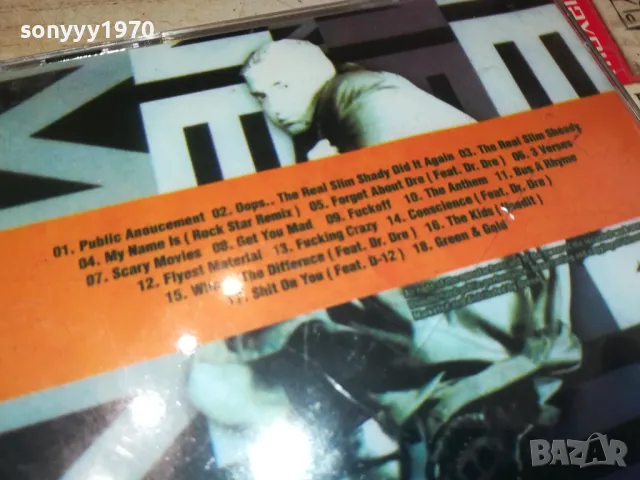 sonyyy1970
01. Public Anoucement 02. Oops.. The Real Slim Shady Did It Again 03. The Real Slim Sheady
04. My Name Is ( Rock Star Remix ) 05. Forget About Dre ( Feat. Dr. Dre ) 06. 3 Verses
07. Scary Movies 08. Get You Mad 09. Fuckoff 10. The Anthem 11. Bus A Rhyme
12. Flyest Material 13. Fucking Crazy 14. Conscience ( Feat. Dr. Dre )
15. The Difference ( Feat. Dr. Dre ) 16. The Kids
17. Shit On You ( Feat. D-12 ) 18. Green & Gold
BAZAR
.bg